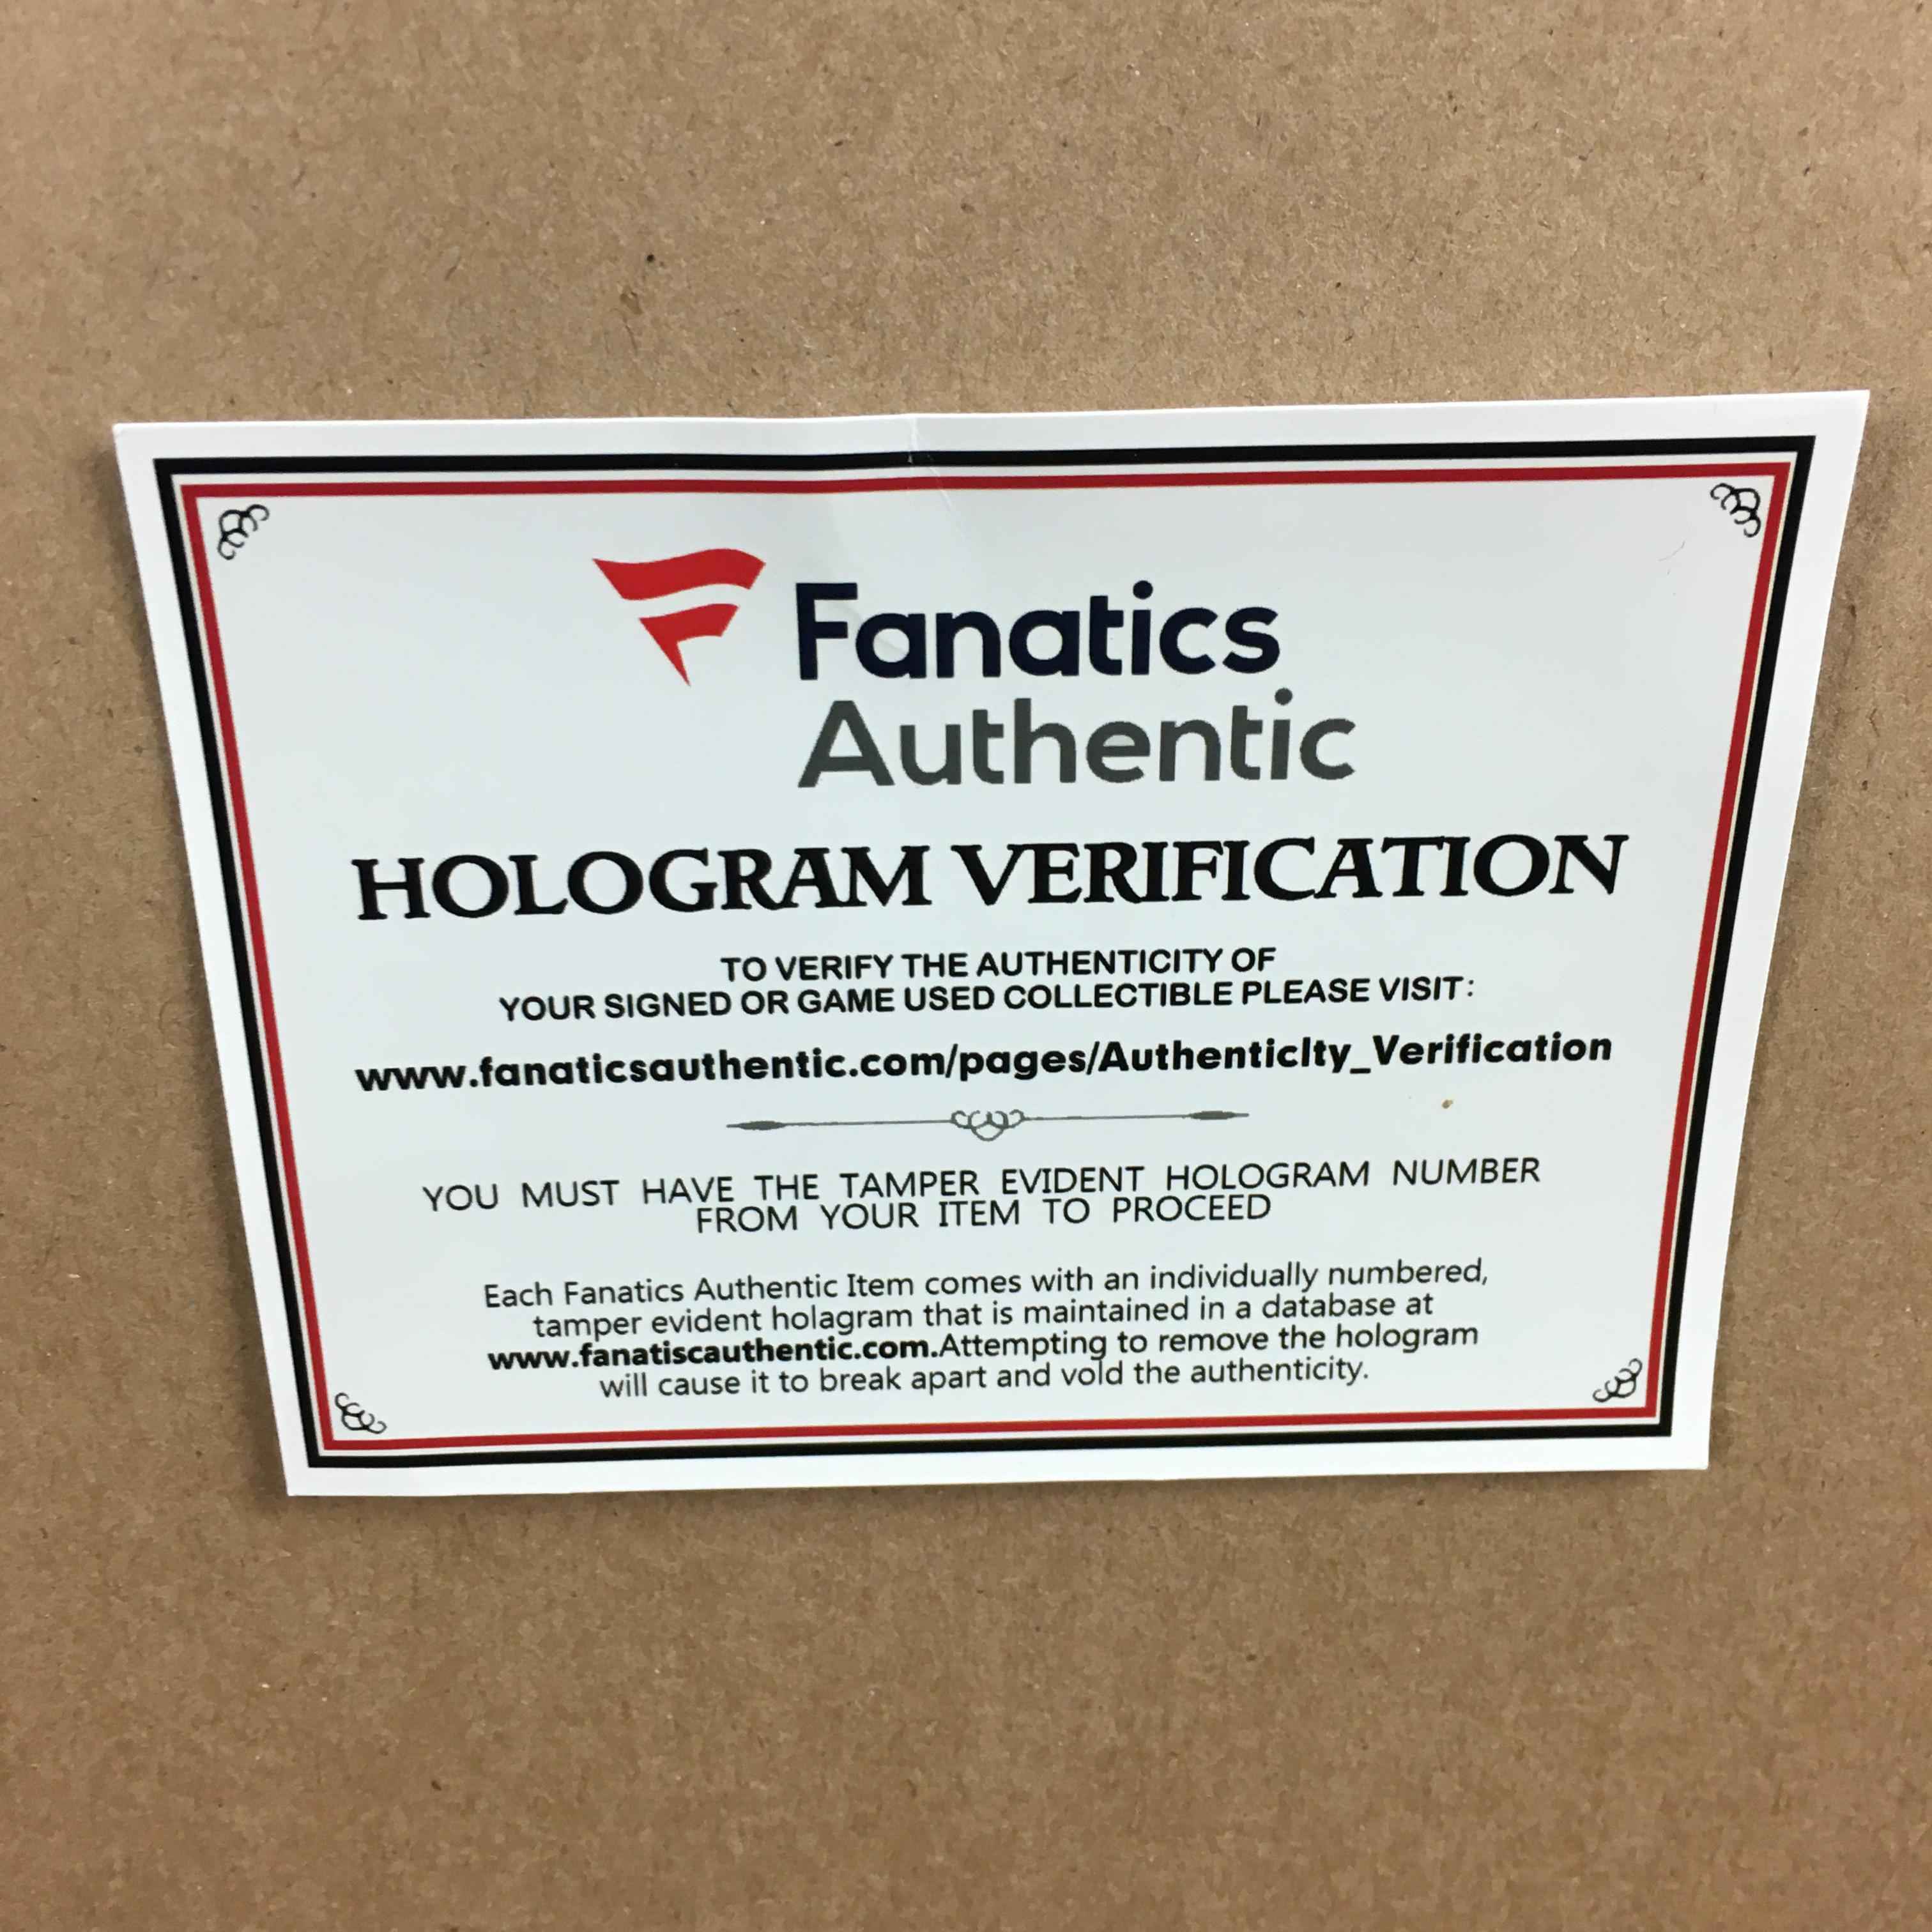 Fanatics
Authentic
HOLOGRAM VERIFICATION
TO VERIFY THE AUTHENTICITY OF
YOUR SIGNED OR GAME USED COLLECTIBLE PLEASE VISIT:
www.fanaticsauthentic.com/pages/AuthenticIty_Verification
YOU MUST HAVE THE TAMPER EVIDENT HOLOGRAM NUMBER
FROM YOUR ITEM TO PROCEED
Each Fanatics Authentic Item comes with an individually numbered,
tamper evident holagram that is maintained in a database at
www.fanatiscauthentic.com.Attempting to remove the hologram
will cause it to break apart and vold the authenticity.